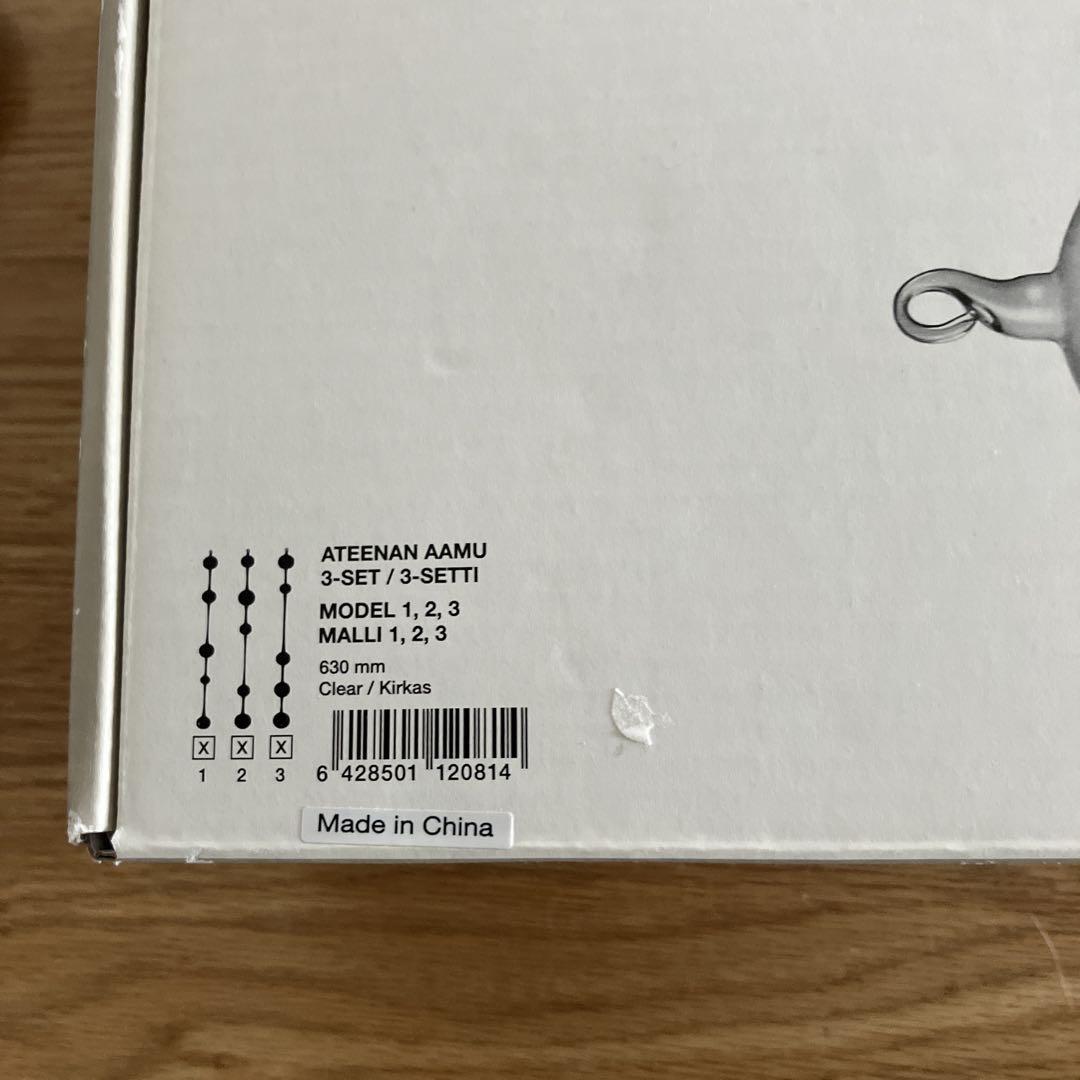 ATEENAN AAMU
3-SET / 3-SETTI
MODEL 1, 2, 3
MALLI 1, 2, 3
630 mm
Clear / Kirkas
X X X
1 2 3
6 428501 120814
Made in China